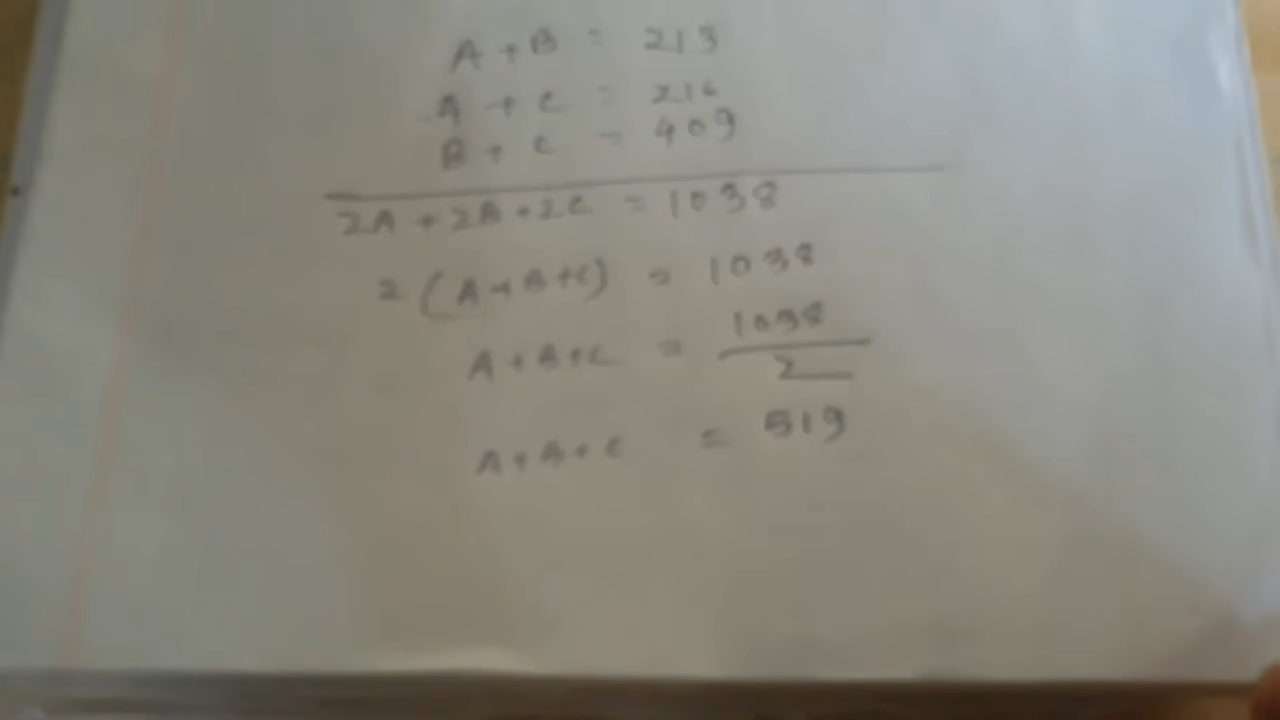 A + B = 213
A + C = 216
B + C = 409
2A + 2B + 2C = 1038
2 (A+B+C) = 1038
A+B+C = 1038/2
A+B+C = 519